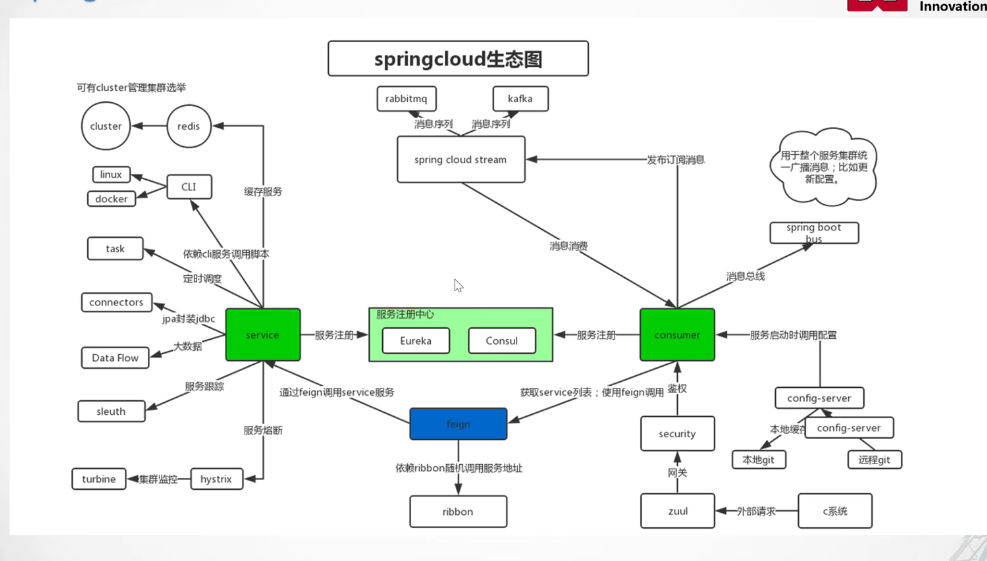 Innovation
springcloud生态图
可有cluster管理集群选举
rabbitmq
kafka
cluster
redis
消息序列
消息序列
spring cloud stream
发布订阅消息
用于整个服务集群统
一广播消息；比如更
新配置。
linux
docker
CLI
缓存服务
spring boot
bus
task
依赖cli服务调用脚本
消息消费
定时调度
消息总线
connectors
jpa封装jdbc
服务注册中心
Data Flow
大数据
service
服务注册
Eureka
Consul
服务注册
consumer
服务启动时调用配置
sleuth
服务跟踪
通过feign调用service服务
获取service列表；使用feign调用
鉴权
config-server
config-server
服务熔断
feign
security
本地缓存
本地git
远程git
依赖ribbon随机调用服务地址
网关
turbine
集群监控
hystrix
ribbon
zuul
外部请求
c系统